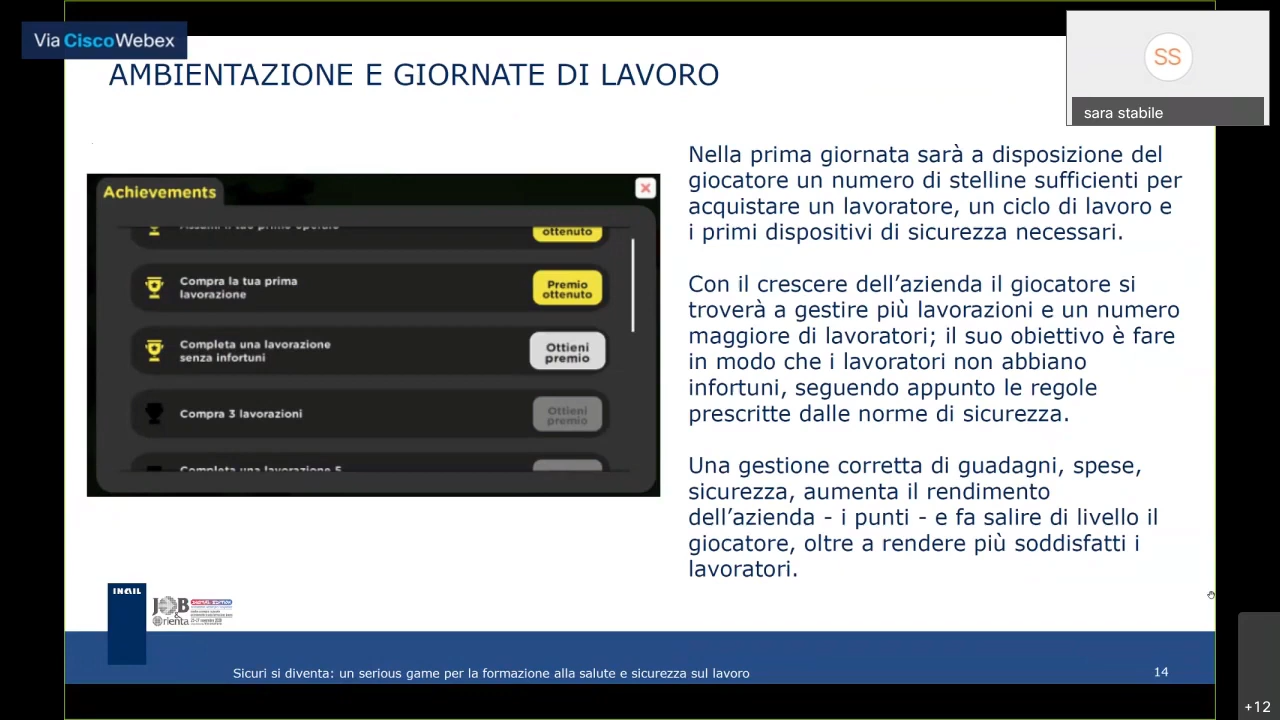 Via Cisco Webex
AMBIENTAZIONE E GIORNATE DI LAVORO
SS
sara stabile
Achievements
Assumi il tuo primo operaio
ottenuto
Compra la tua prima
lavorazione
Premio
ottenuto
Completa una lavorazione
senza infortuni
Ottieni
premio
Compra 3 lavorazioni
Ottieni
premio
Completa una lavorazione 5
Nella prima giornata sarà a disposizione del
giocatore un numero di stelline sufficienti per
acquistare un lavoratore, un ciclo di lavoro e
i primi dispositivi di sicurezza necessari.
Con il crescere dell’azienda il giocatore si
troverà a gestire più lavorazioni e un numero
maggiore di lavoratori; il suo obiettivo è fare
in modo che i lavoratori non abbiano
infortuni, seguendo appunto le regole
prescritte dalle norme di sicurezza.
Una gestione corretta di guadagni, spese,
sicurezza, aumenta il rendimento
dell’azienda - i punti - e fa salire di livello il
giocatore, oltre a rendere più soddisfatti i
lavoratori.
INAIL
JOB
&
Orienta
Sicuri si diventa: un serious game per la formazione alla salute e sicurezza sul lavoro
14
+12